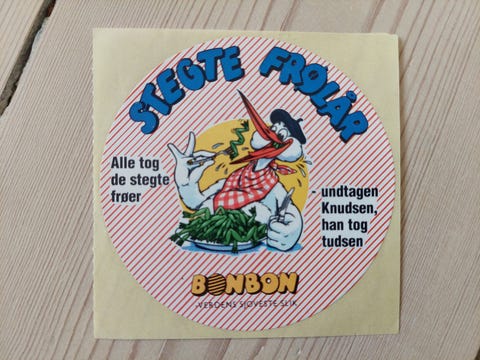 STEGTE FRØLÅR
Alle tog
de stegte
frøer
- undtagen
Knudsen,
han tog
tudsen
BONBON
-VERDENS SJOVESTE SLIK